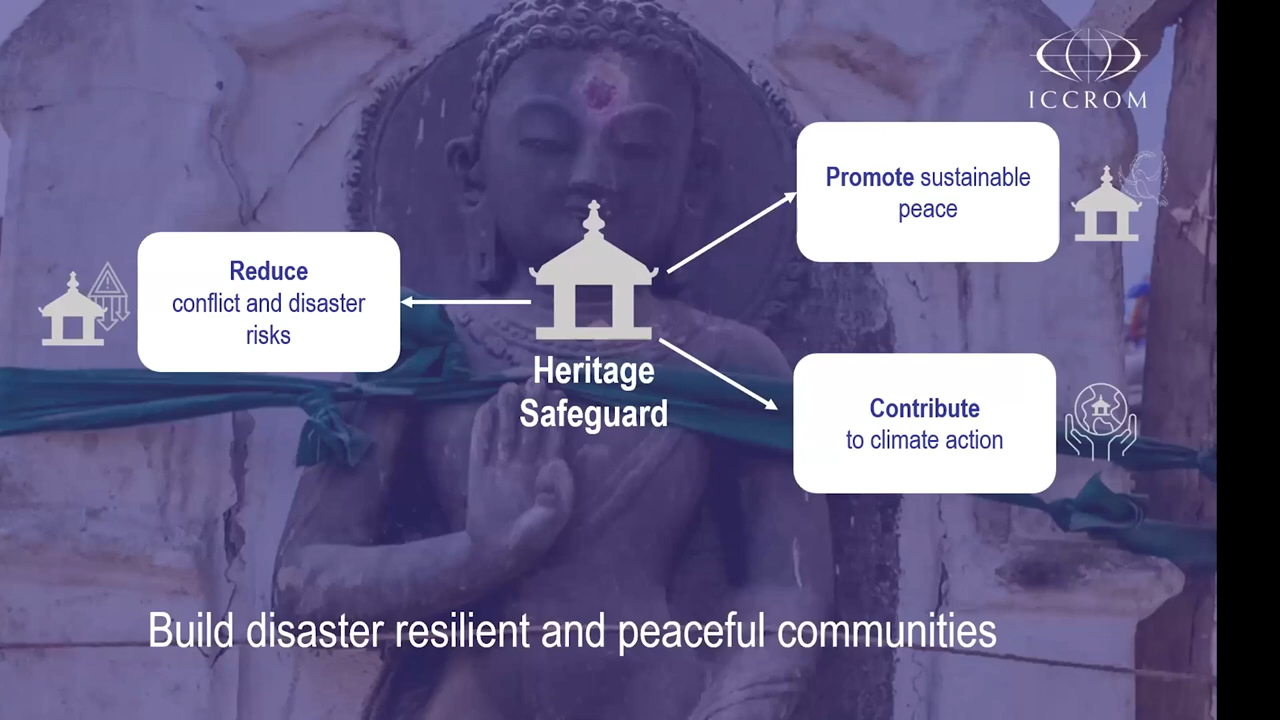 ICCROM
Promote sustainable
peace
Reduce
conflict and disaster
risks
Heritage
Safeguard
Contribute
to climate action
Build disaster resilient and peaceful communities